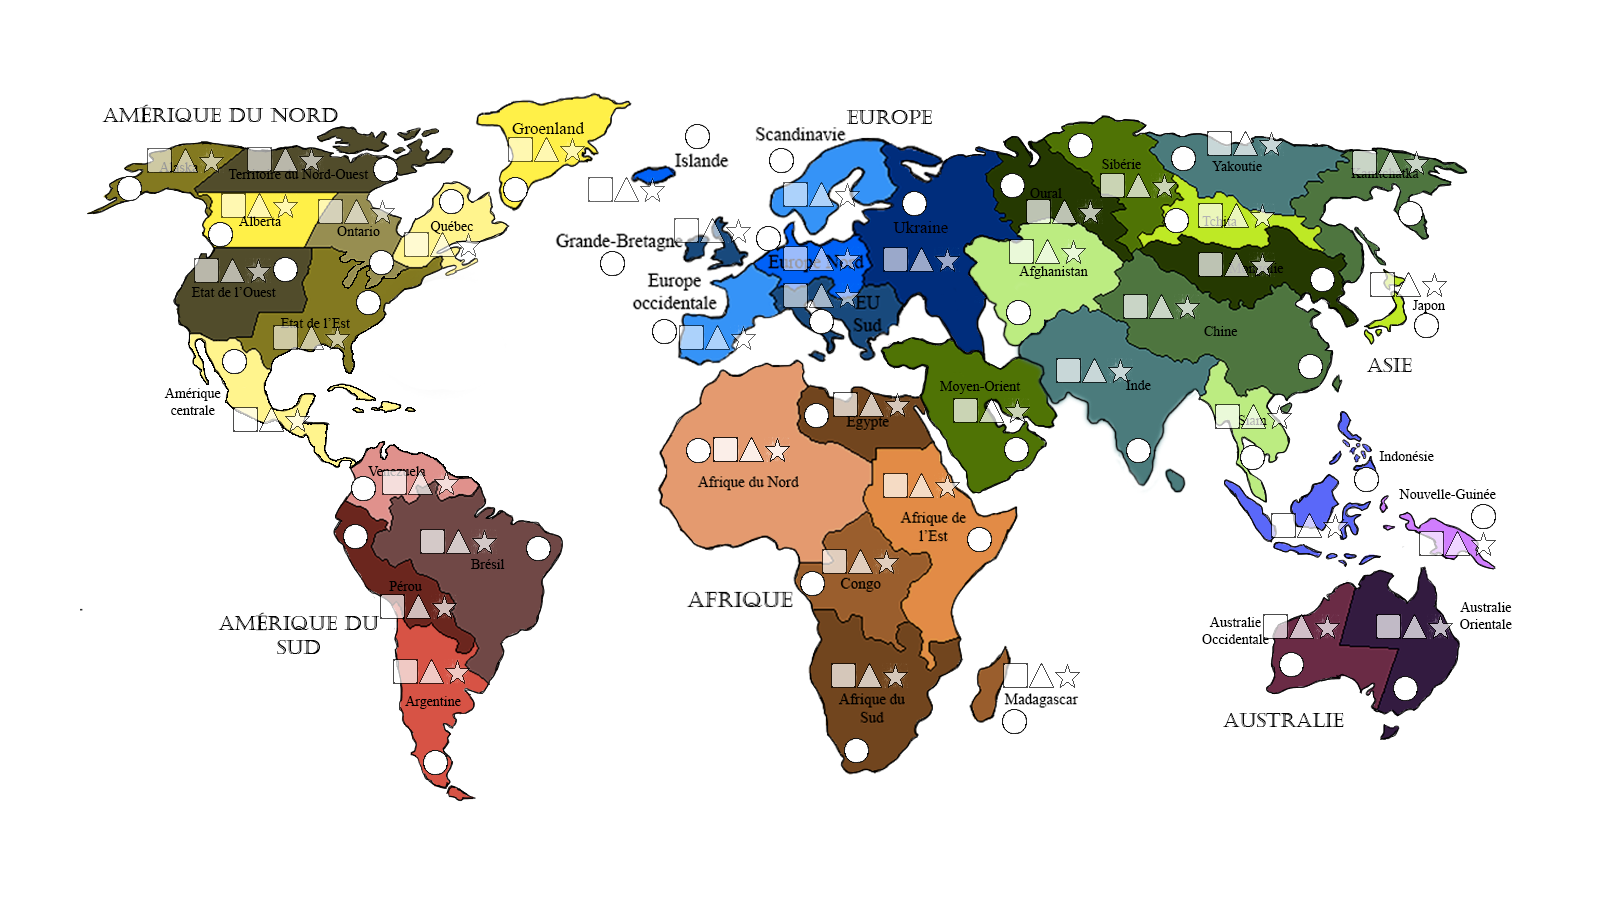 AMÉRIQUE DU NORD
Alaska
Territoire du Nord-Ouest
Groenland
Alberta
Ontario
Québec
Etat de l'Ouest
Etat de l'Est
Amérique
centrale
Venezuela
Brésil
Pérou
AMÉRIQUE DU
SUD
Argentine
EUROPE
Scandinavie
Islande
Grande-Bretagne
Ukraine
Europe Nord
Europe
occidentale
EU
Sud
Oural
Sibérie
Yakoutie
Kamtchatka
Tchita
Afghanistan
Mongolie
Japon
Chine
ASIE
Moyen-Orient
Inde
Siam
Egypte
Afrique du Nord
Afrique de
l'Est
Congo
AFRIQUE
Afrique du
Sud
Madagascar
Indonésie
Nouvelle-Guinée
Australie
Occidentale
Australie
Orientale
AUSTRALIE